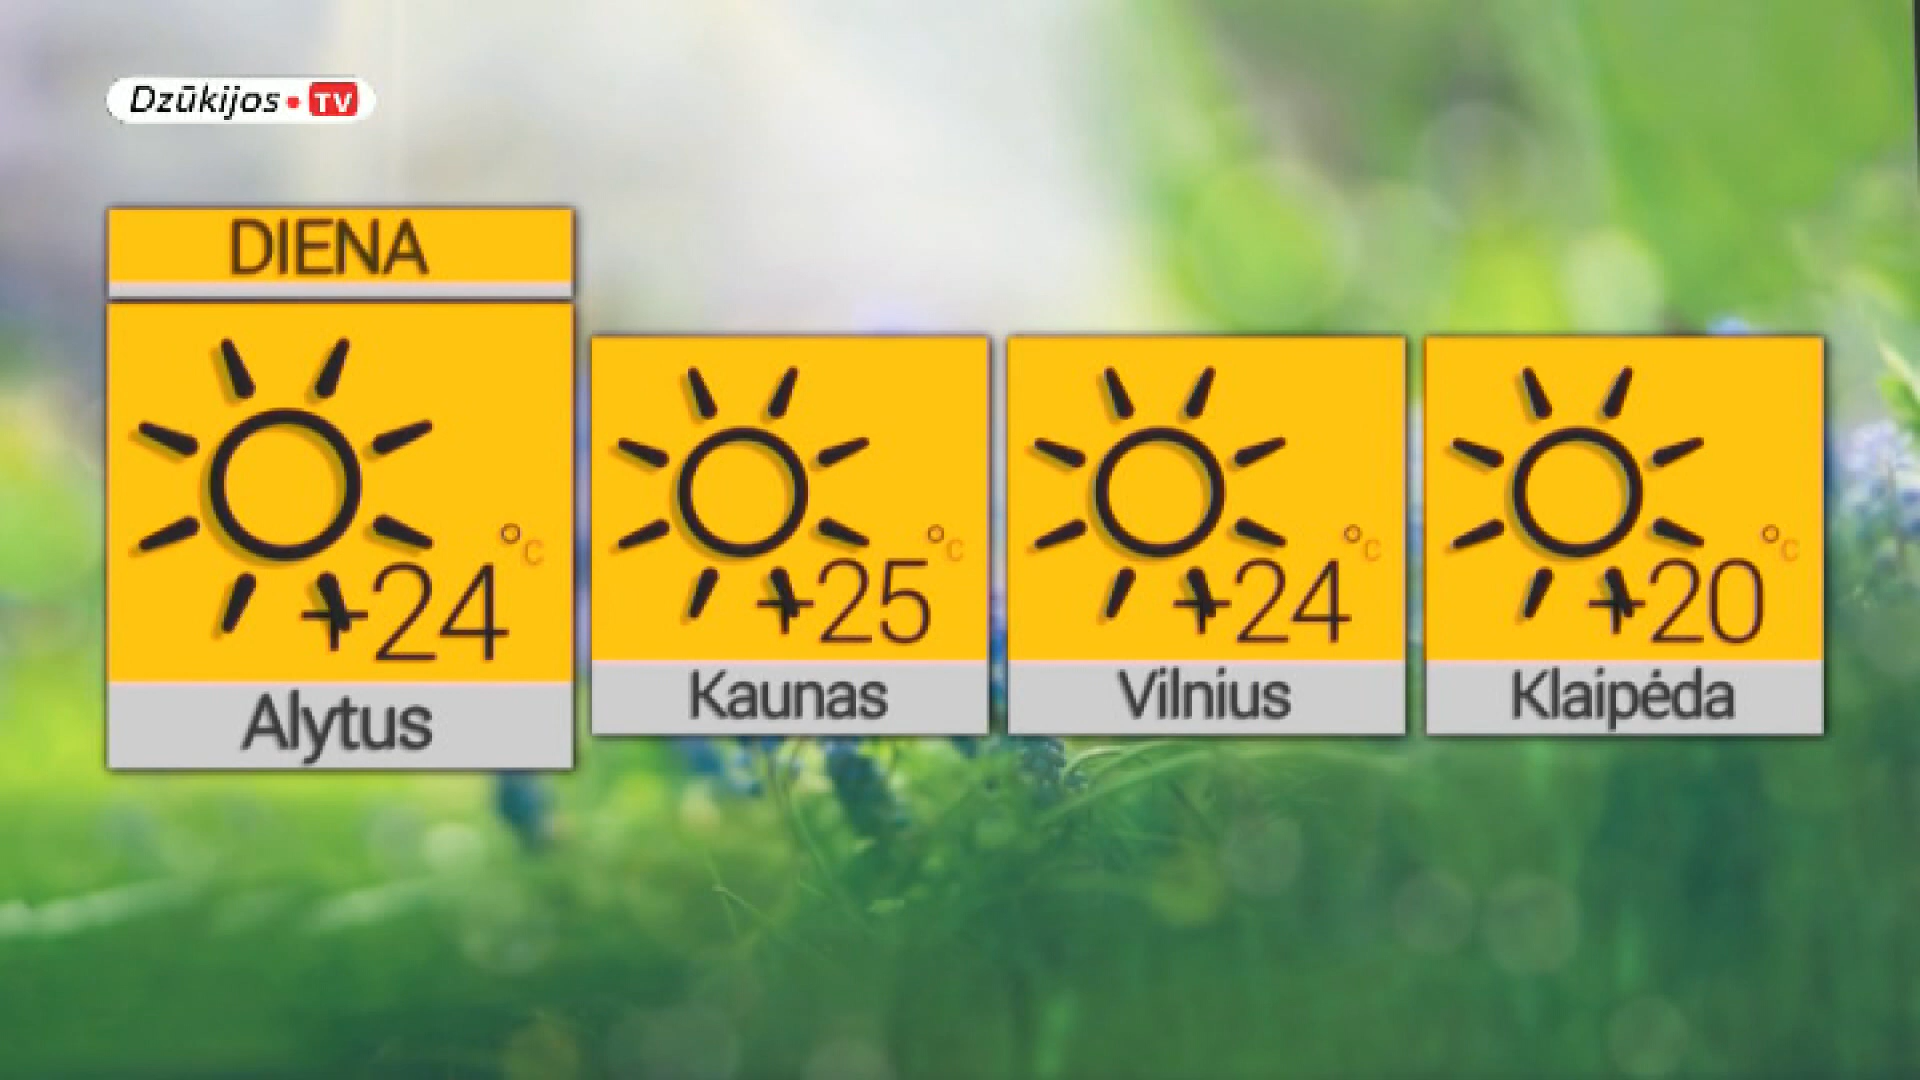 Dzūkijos • TV
DIENA
+24 °C
Alytus
+25 °C
Kaunas
+24 °C
Vilnius
+20 °C
Klaipėda